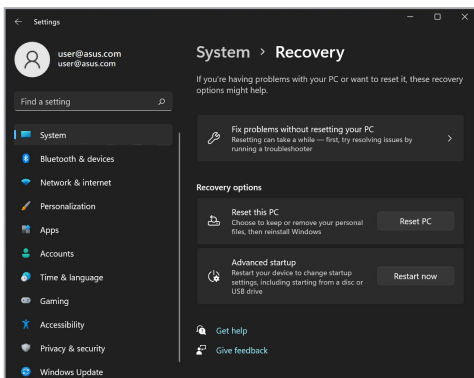 Settings
user@asus.com
user@asus.com
Find a setting
System
Bluetooth & devices
Network & internet
Personalization
Apps
Accounts
Time & language
Gaming
Accessibility
Privacy & security
Windows Update
System > Recovery
If you're having problems with your PC or want to reset it, these recovery
options might help.
Fix problems without resetting your PC
Resetting can take a while — first, try resolving issues by
running a troubleshooter
Recovery options
Reset this PC
Choose to keep or remove your personal
files, then reinstall Windows
Reset PC
Advanced startup
Restart your device to change startup
settings, including starting from a disc or
USB drive
Restart now
Get help
Give feedback